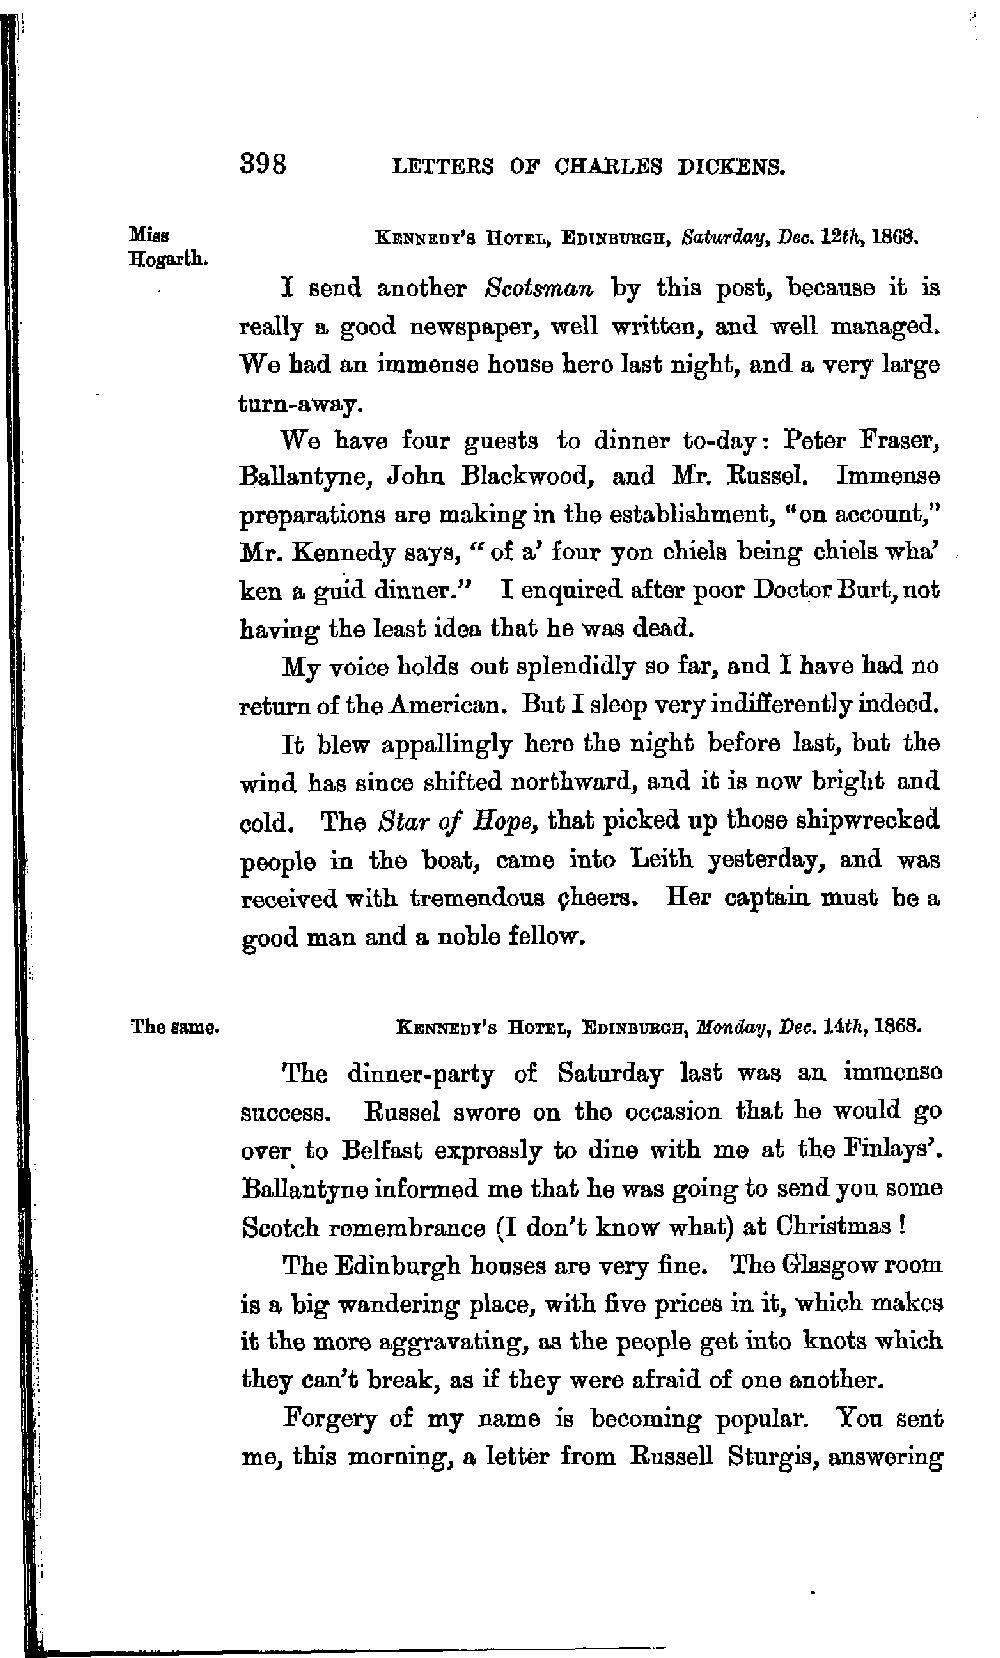 398 LETTERS OF CHARLES DICKENS.
Miss Hogarth.
KENNEDY'S HOTEL, EDINBURGH, Saturday, Dec. 12th, 1868.
I send another Scotsman by this post, because it is
really a good newspaper, well written, and well managed.
We had an immense house here last night, and a very large
turn-away.
We have four guests to dinner to-day: Peter Fraser,
Ballantyne, John Blackwood, and Mr. Russel. Immense
preparations are making in the establishment, "on account,"
Mr. Kennedy says, "of a' four yon chiels being chiels wha'
ken a guid dinner." I enquired after poor Doctor Burt, not
having the least idea that he was dead.
My voice holds out splendidly so far, and I have had no
return of the American. But I sleep very indifferently indeed.
It blew appallingly here the night before last, but the
wind has since shifted northward, and it is now bright and
cold. The Star of Hope, that picked up those shipwrecked
people in the boat, came into Leith yesterday, and was
received with tremendous cheers. Her captain must be a
good man and a noble fellow.
The same.
KENNEDY'S HOTEL, EDINBURGH, Monday, Dec. 14th, 1868.
The dinner-party of Saturday last was an immense
success. Russel swore on the occasion that he would go
over to Belfast expressly to dine with me at the Finlays'.
Ballantyne informed me that he was going to send you some
Scotch remembrance (I don't know what) at Christmas!
The Edinburgh houses are very fine. The Glasgow room
is a big wandering place, with five prices in it, which makes
it the more aggravating, as the people get into knots which
they can't break, as if they were afraid of one another.
Forgery of my name is becoming popular. You sent
me, this morning, a letter from Russell Sturgis, answering